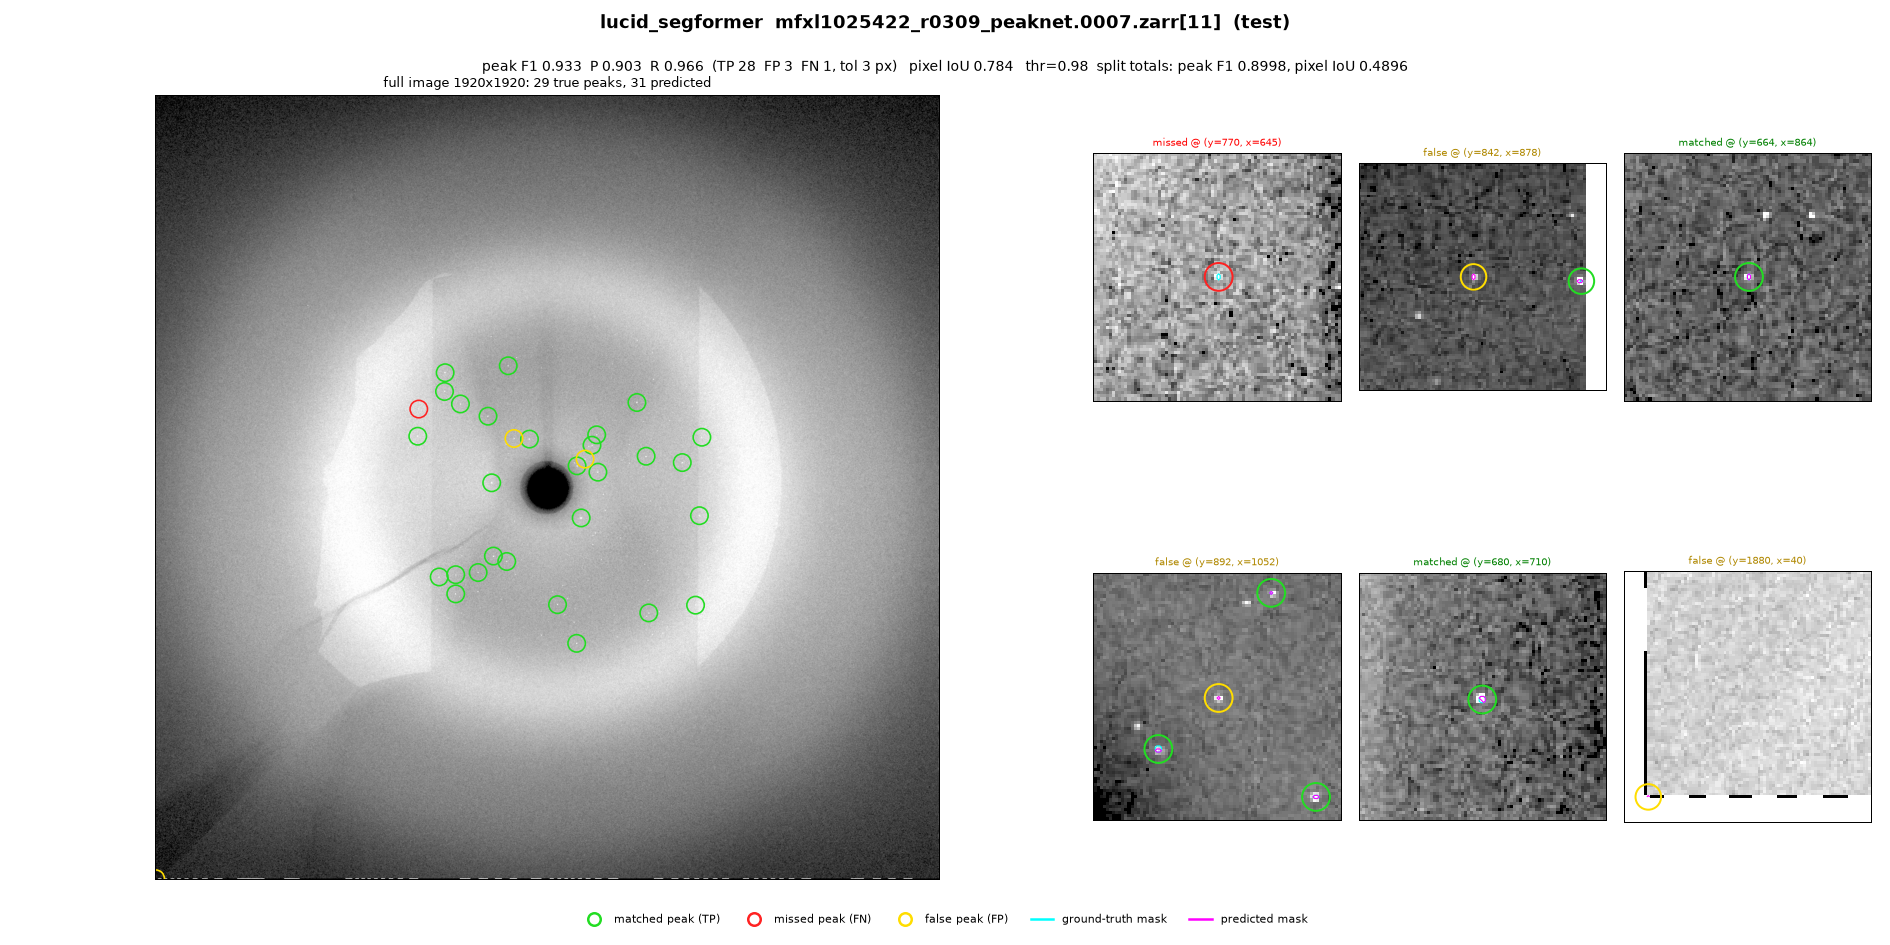 lucid_segformer  mfxl1025422_r0309_peaknet.0007.zarr[11]  (test)
peak F1 0.933  P 0.903  R 0.966  (TP 28  FP 3  FN 1, tol 3 px)   pixel IoU 0.784   thr=0.98  split totals: peak F1 0.8998, pixel IoU 0.4896
full image 1920x1920: 29 true peaks, 31 predicted
missed @ (y=770, x=645)
false @ (y=842, x=878)
matched @ (y=664, x=864)
false @ (y=892, x=1052)
matched @ (y=680, x=710)
false @ (y=1880, x=40)
matched peak (TP)
missed peak (FN)
false peak (FP)
ground-truth mask
predicted mask